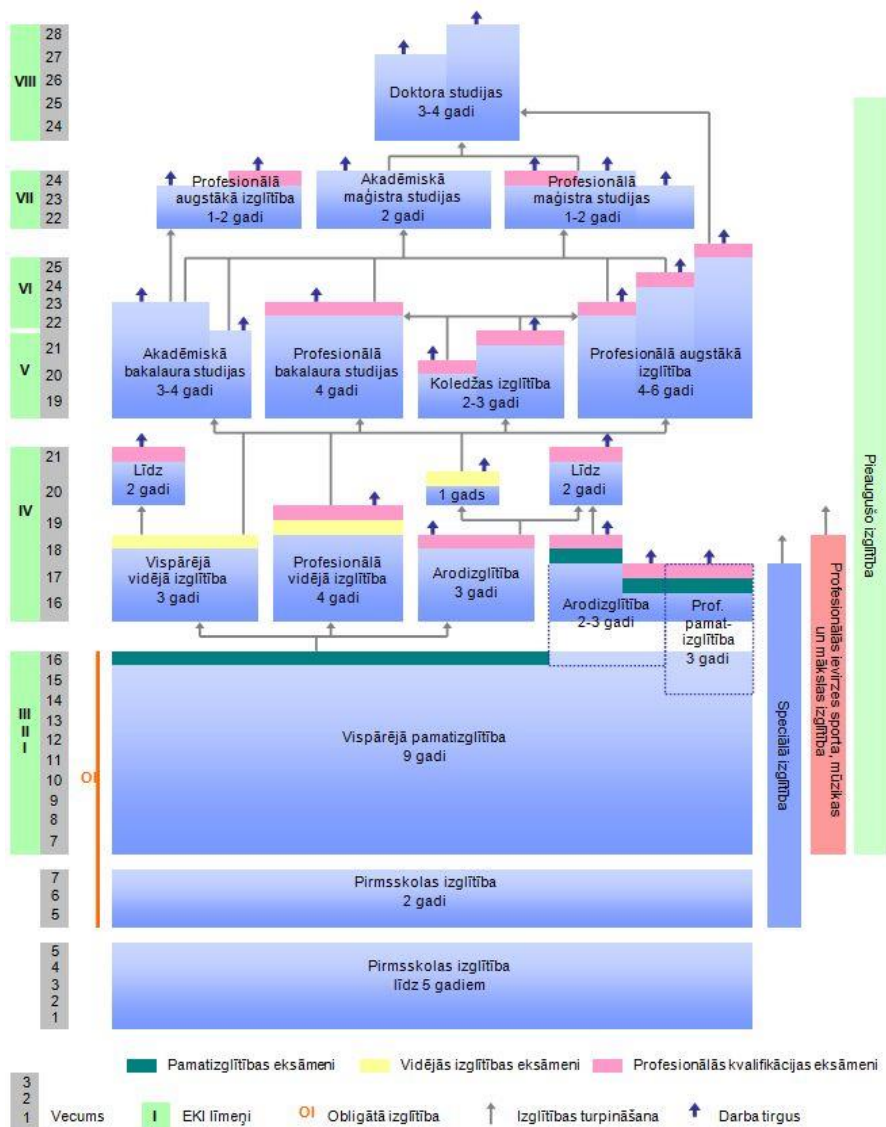 28
27
26
25
24
VIII
Doktora studijas
3-4 gadi
24
23
22
VII
Profesionālā
augstākā izglītība
1-2 gadi
Akadēmiskā
maģistra studijas
2 gadi
Profesionālā
maģistra studijas
1-2 gadi
25
24
23
22
VI
21
20
19
V
Akadēmiskā
bakalaura studijas
3-4 gadi
Profesionālā
bakalaura studijas
4 gadi
Koledžas izglītība
2-3 gadi
Profesionālā augstākā
izglītība
4-6 gadi
21
20
19
18
17
16
IV
Līdz
2 gadi
1 gads
Līdz
2 gadi
Vispārējā
vidējā izglītība
3 gadi
Profesionālā
vidējā izglītība
4 gadi
Arodizglītība
3 gadi
Arodizglītība
2-3 gadi
Prof.
pamat-
izglītība
3 gadi
16
15
14
13
12
11
10
9
8
7
III
II
I
OI
Vispārējā pamatizglītība
9 gadi
7
6
5
Pirmsskolas izglītība
2 gadi
5
4
3
2
1
Pirmsskolas izglītība
līdz 5 gadiem
Speciālā izglītība
Profesionālās ievirzes sporta, mūzikas
un mākslas izglītība
Pieaugušo izglītība
Pamatizglītības eksāmeni
Vidējās izglītības eksāmeni
Profesionālās kvalifikācijas eksāmeni
3
2
1
Vecums
I EKI līmeņi
OI Obligātā izglītība
Izglītības turpināšana
Darba tirgus